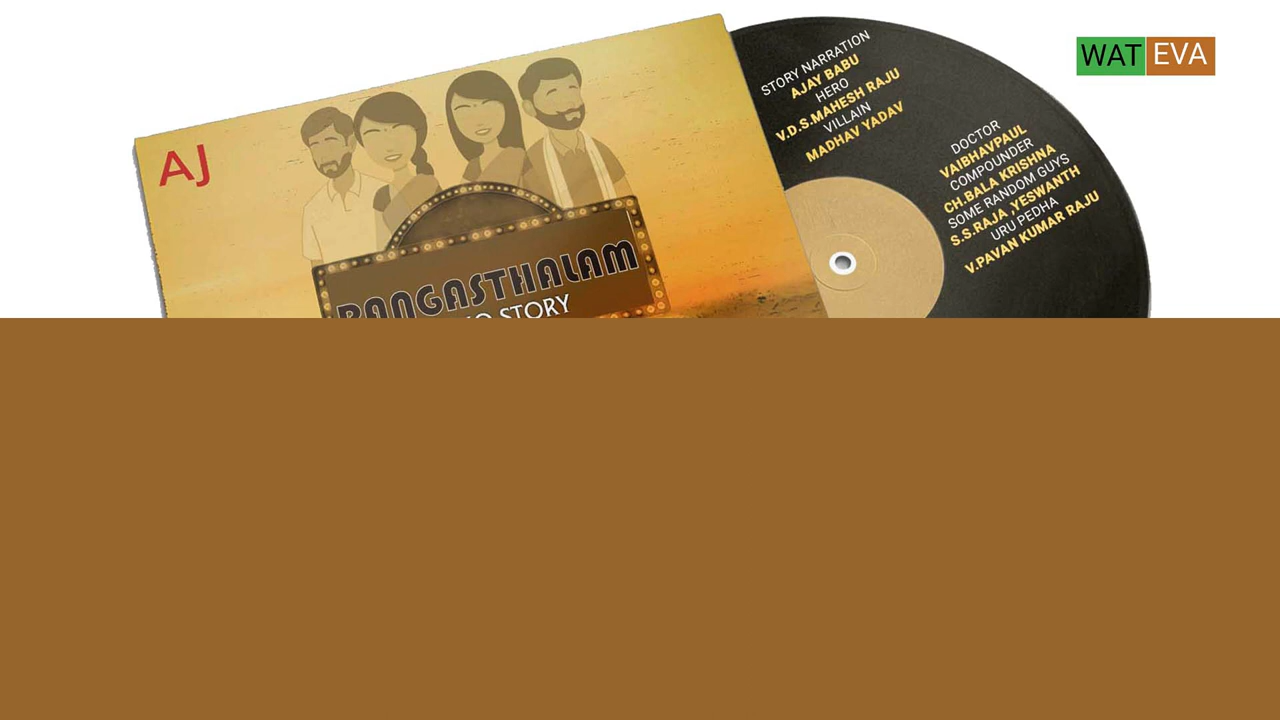 WAT EVA
AJ
RANGASTHALAM
STORY
STORY NARRATION
AJAY BABU
HERO
V.D.S.MAHESH RAJU
VILLAIN
MADHAV YADAV
DOCTOR
VAIBHAVPAUL
COMPOUNDER
CH.BALA KRISHNA
SOME RANDOM GUYS
S.S.RAJA ,YESWANTH
URU PEDHA
V.PAVAN KUMAR RAJU